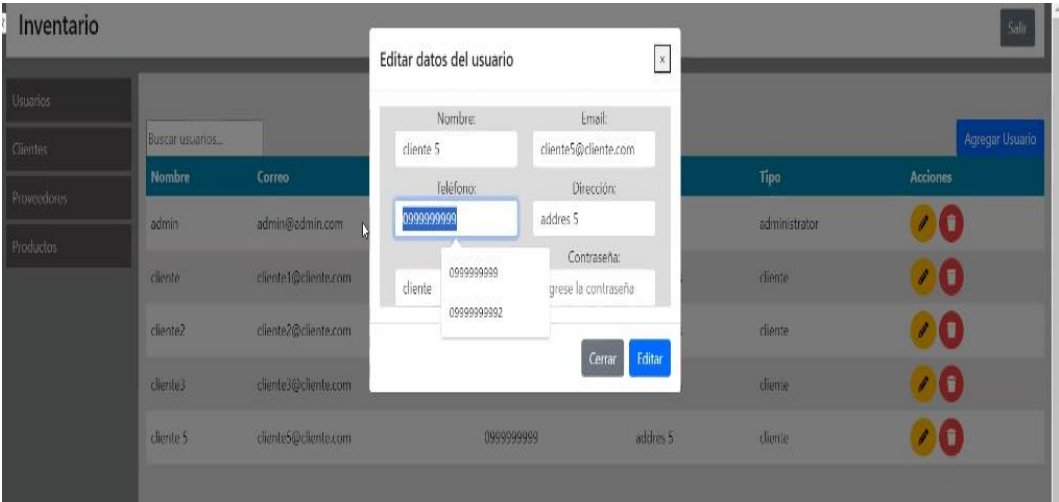 Inventario
Salir
Editar datos del usuario
x
Usuarios
Clientes
Proveedores
Productos
Buscar usuarios...
Agregar Usuario
Nombre: Email:
cliente 5 cliente5@cliente.com
Teléfono: Dirección:
0999999999 addres 5
Contraseña:
cliente grese la contraseña
0999999999
09999999992
Cerrar Editar
Nombre Correo Tipo Acciones
admin admin@admin.com administrator
cliente cliente1@cliente.com cliente
cliente2 cliente2@cliente.com cliente
cliente3 cliente3@cliente.com cliente
cliente 5 cliente5@cliente.com 0999999999 addres 5 cliente